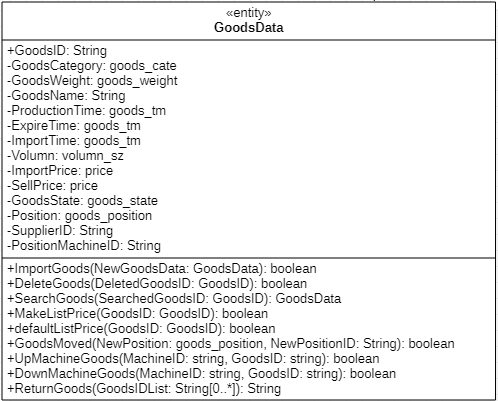 «entity»
GoodsData
+GoodsID: String
-GoodsCategory: goods_cate
-GoodsWeight: goods_weight
-GoodsName: String
-ProductionTime: goods_tm
-ExpireTime: goods_tm
-ImportTime: goods_tm
-Volumn: volumn_sz
-ImportPrice: price
-SellPrice: price
-GoodsState: goods_state
-Position: goods_position
-SupplierID: String
-PositionMachineID: String
+ImportGoods(NewGoodsData: GoodsData): boolean
+DeleteGoods(DeletedGoodsID: GoodsID): boolean
+SearchGoods(SearchedGoodsID: GoodsID): GoodsData
+MakeListPrice(GoodsID: GoodsID): boolean
+defaultListPrice(GoodsID: GoodsID): boolean
+GoodsMoved(NewPosition: goods_position, NewPositionID: String): boolean
+UpMachineGoods(MachineID: string, GoodsID: string): boolean
+DownMachineGoods(MachineID: string, GoodsID: string): boolean
+ReturnGoods(GoodsIDList: String[0..*]): String